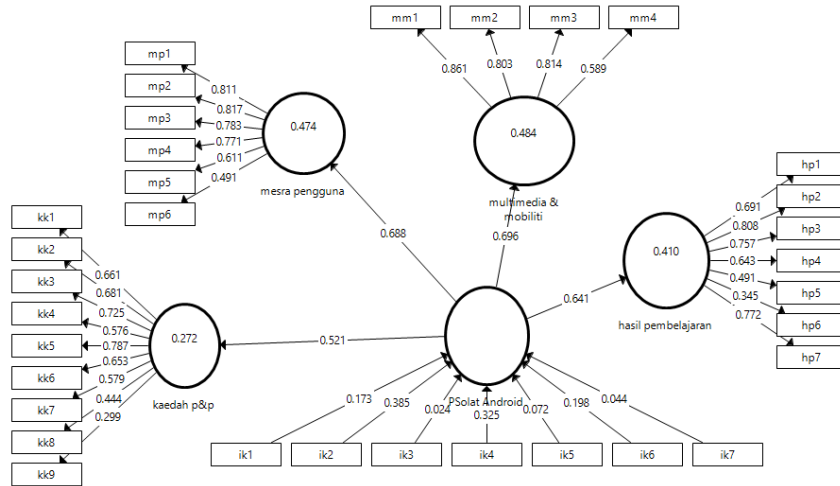 mm1 mm2 mm3 mm4
0.861 0.803 0.814 0.589
0.484
multimedia &
mobiliti
mp1
mp2
mp3
mp4
mp5
mp6
0.811
0.817
0.783
0.771
0.611
0.491
0.474
mesra pengguna
0.688
0.696
hp1
hp2
hp3
hp4
hp5
hp6
hp7
0.691
0.808
0.757
0.643
0.491
0.345
0.772
0.410
hasil pembelajaran
0.641
kk1
kk2
kk3
kk4
kk5
kk6
kk7
kk8
kk9
0.661
0.681
0.725
0.576
0.787
0.653
0.579
0.444
0.299
0.272
kaedah p&p
0.521
PSolat Android
0.173 0.385 0.024 0.325 0.072 0.198 0.044
ik1 ik2 ik3 ik4 ik5 ik6 ik7